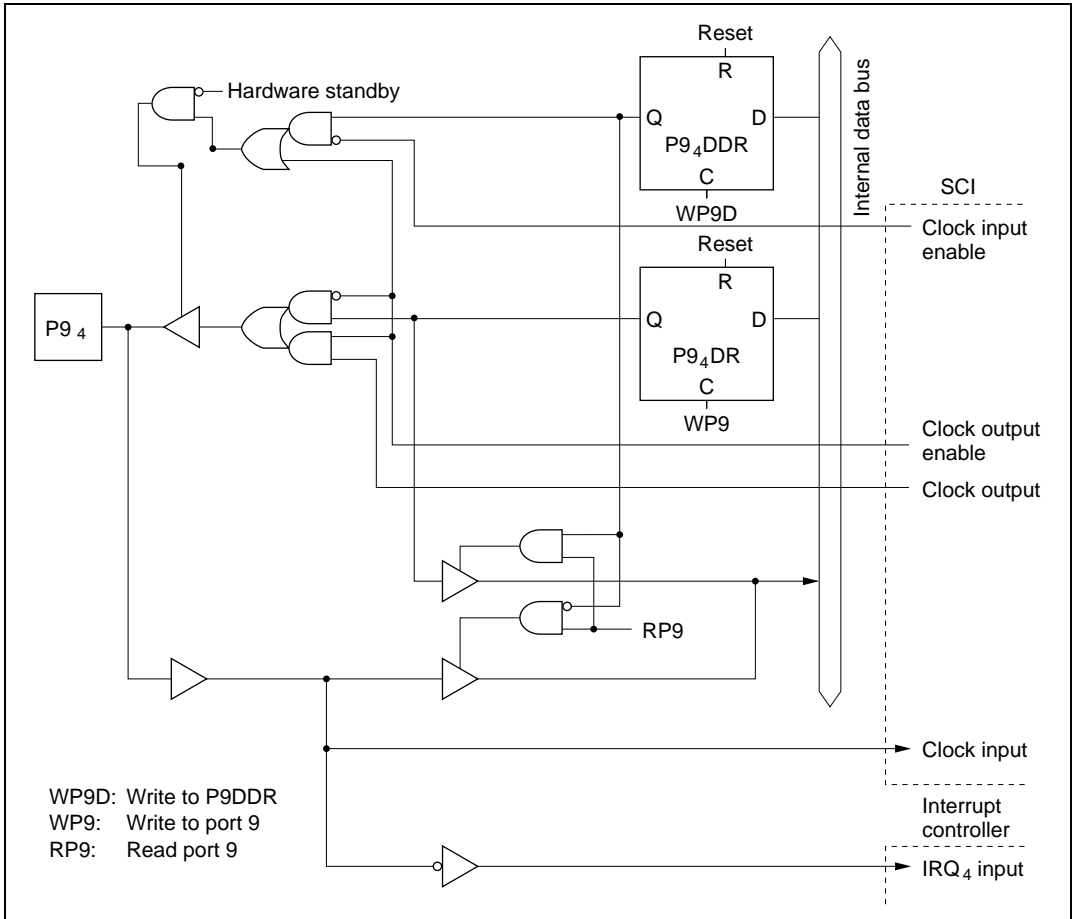 Reset
R
Hardware standby
Q
D
P9₄DDR
C
WP9D
Internal data bus
SCI
Clock input
enable
Reset
R
P9 ₄
Q
D
P9₄DR
C
WP9
Clock output
enable
Clock output
RP9
Clock input
WP9D: Write to P9DDR
WP9: Write to port 9
RP9: Read port 9
Interrupt
controller
IRQ₄ input